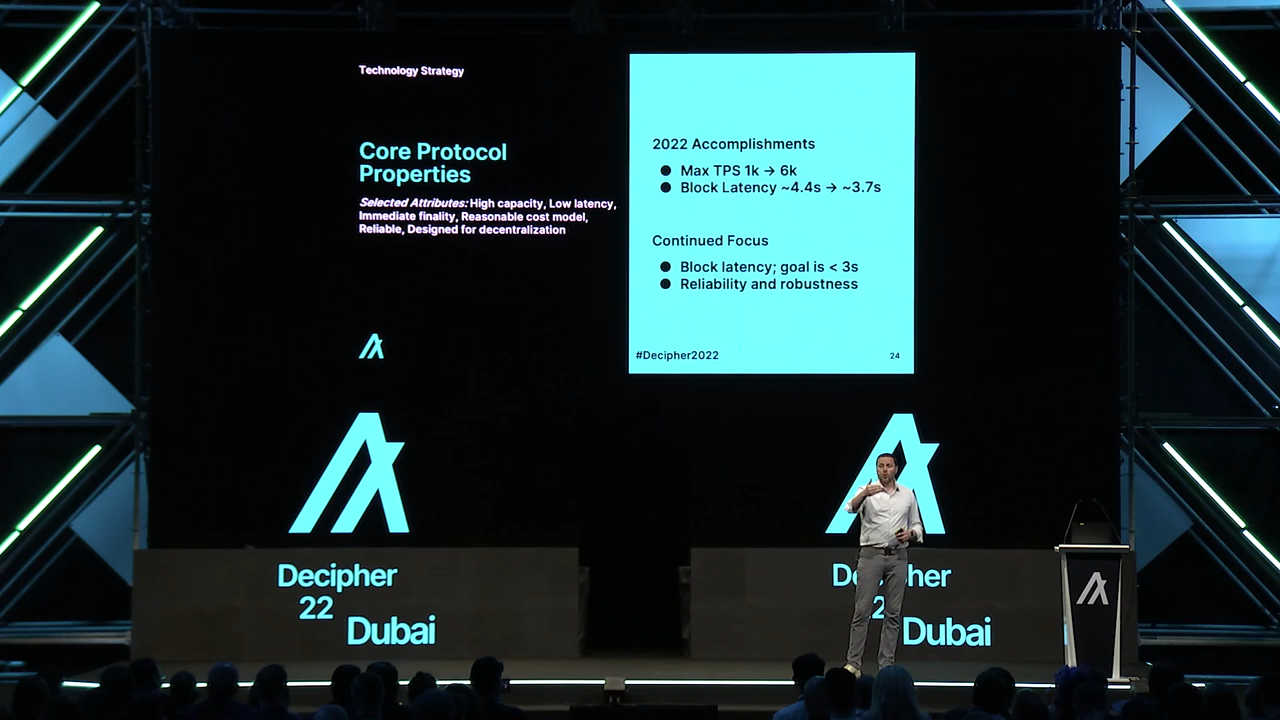 Technology Strategy
Core Protocol
Properties
Selected Attributes: High capacity, Low latency,
Immediate finality, Reasonable cost model,
Reliable, Designed for decentralization
2022 Accomplishments
● Max TPS 1k → 6k
● Block Latency ~4.4s → ~3.7s
Continued Focus
● Block latency; goal is < 3s
● Reliability and robustness
#Decipher2022
24
Decipher
22
Dubai
Dubai